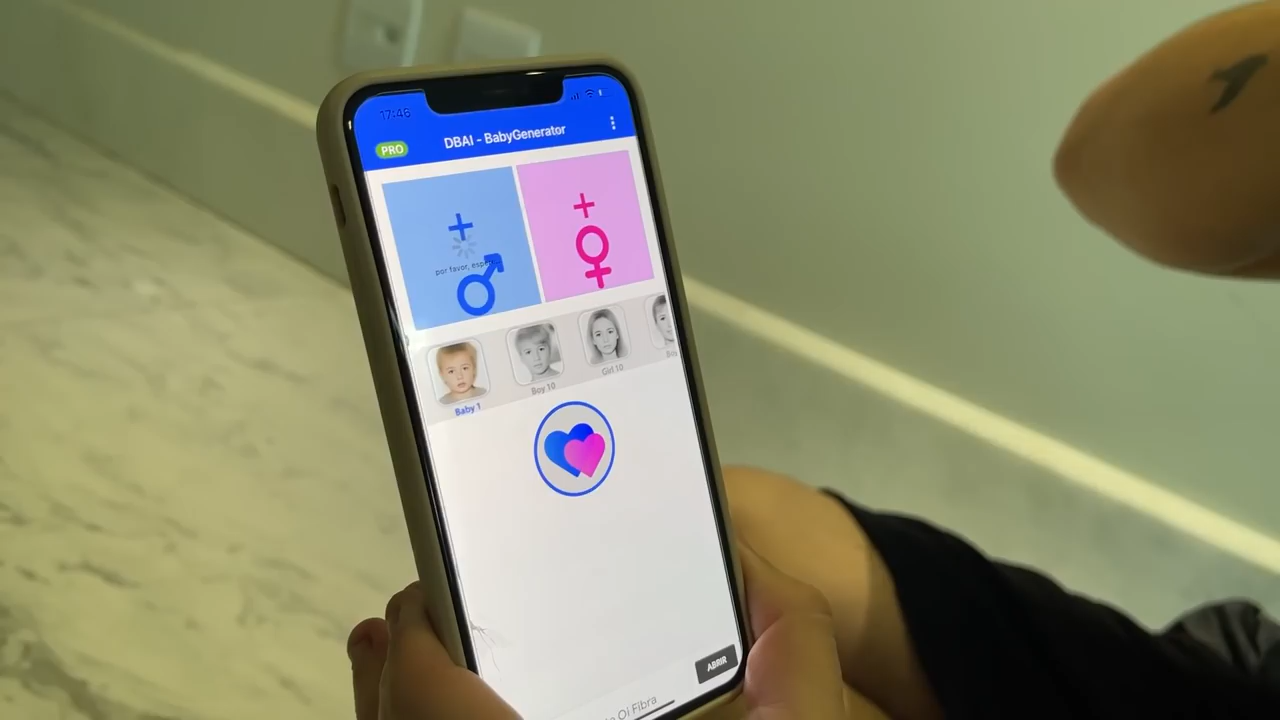 17:46
PRO
DBAI - BabyGenerator
por favor, espere
Baby 1
Boy 10
Girl 10
ABRIR
Oi Fibra